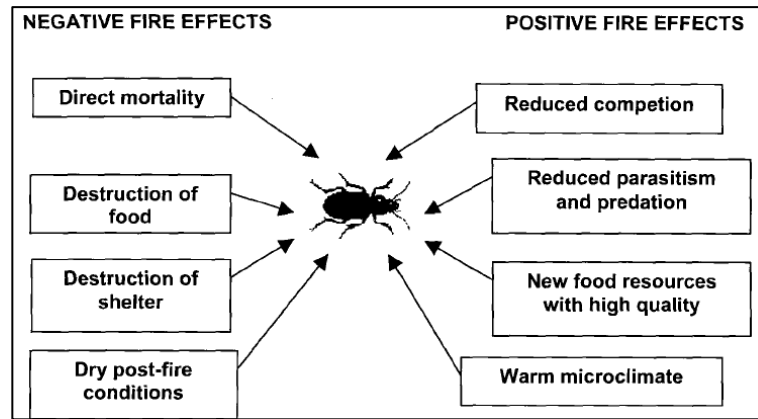 NEGATIVE FIRE EFFECTS
Direct mortality
Destruction of
food
Destruction of
shelter
Dry post-fire
conditions
POSITIVE FIRE EFFECTS
Reduced competion
Reduced parasitism
and predation
New food resources
with high quality
Warm microclimate